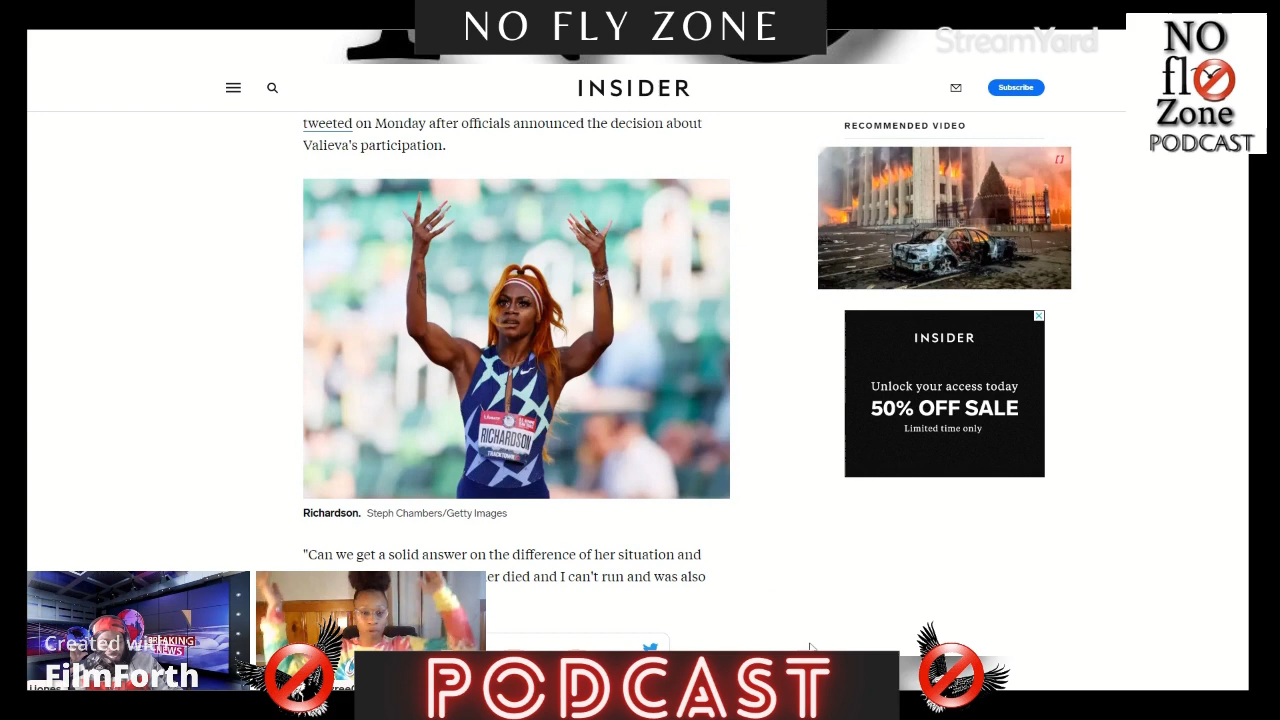 NO FLY ZONE
StreamYard
NO
fl
Zone
PODCAST
INSIDER
Subscribe
tweeted on Monday after officials announced the decision about
Valieva's participation.
RECOMMENDED VIDEO
RICHARDSON
TRACKTOWN
INSIDER
Unlock your access today
50% OFF SALE
Limited time only
Richardson. Steph Chambers/Getty Images
"Can we get a solid answer on the difference of her situation and
er died and I can't run and was also
BREAKING
NEWS
Created with
FilmForth
PODCAST